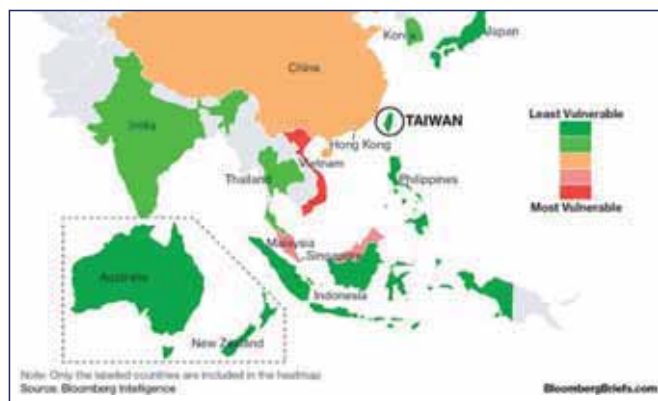 Korea
Japan
China
Least Vulnerable
TAIWAN
India
Hong Kong
Vietnam
Thailand
Philippines
Most Vulnerable
Malaysia
Singapore
Australia
Indonesia
New Zealand
Note: Only the labeled countries are included in the heatmap
Source: Bloomberg Intelligence
BloombergBriefs.com